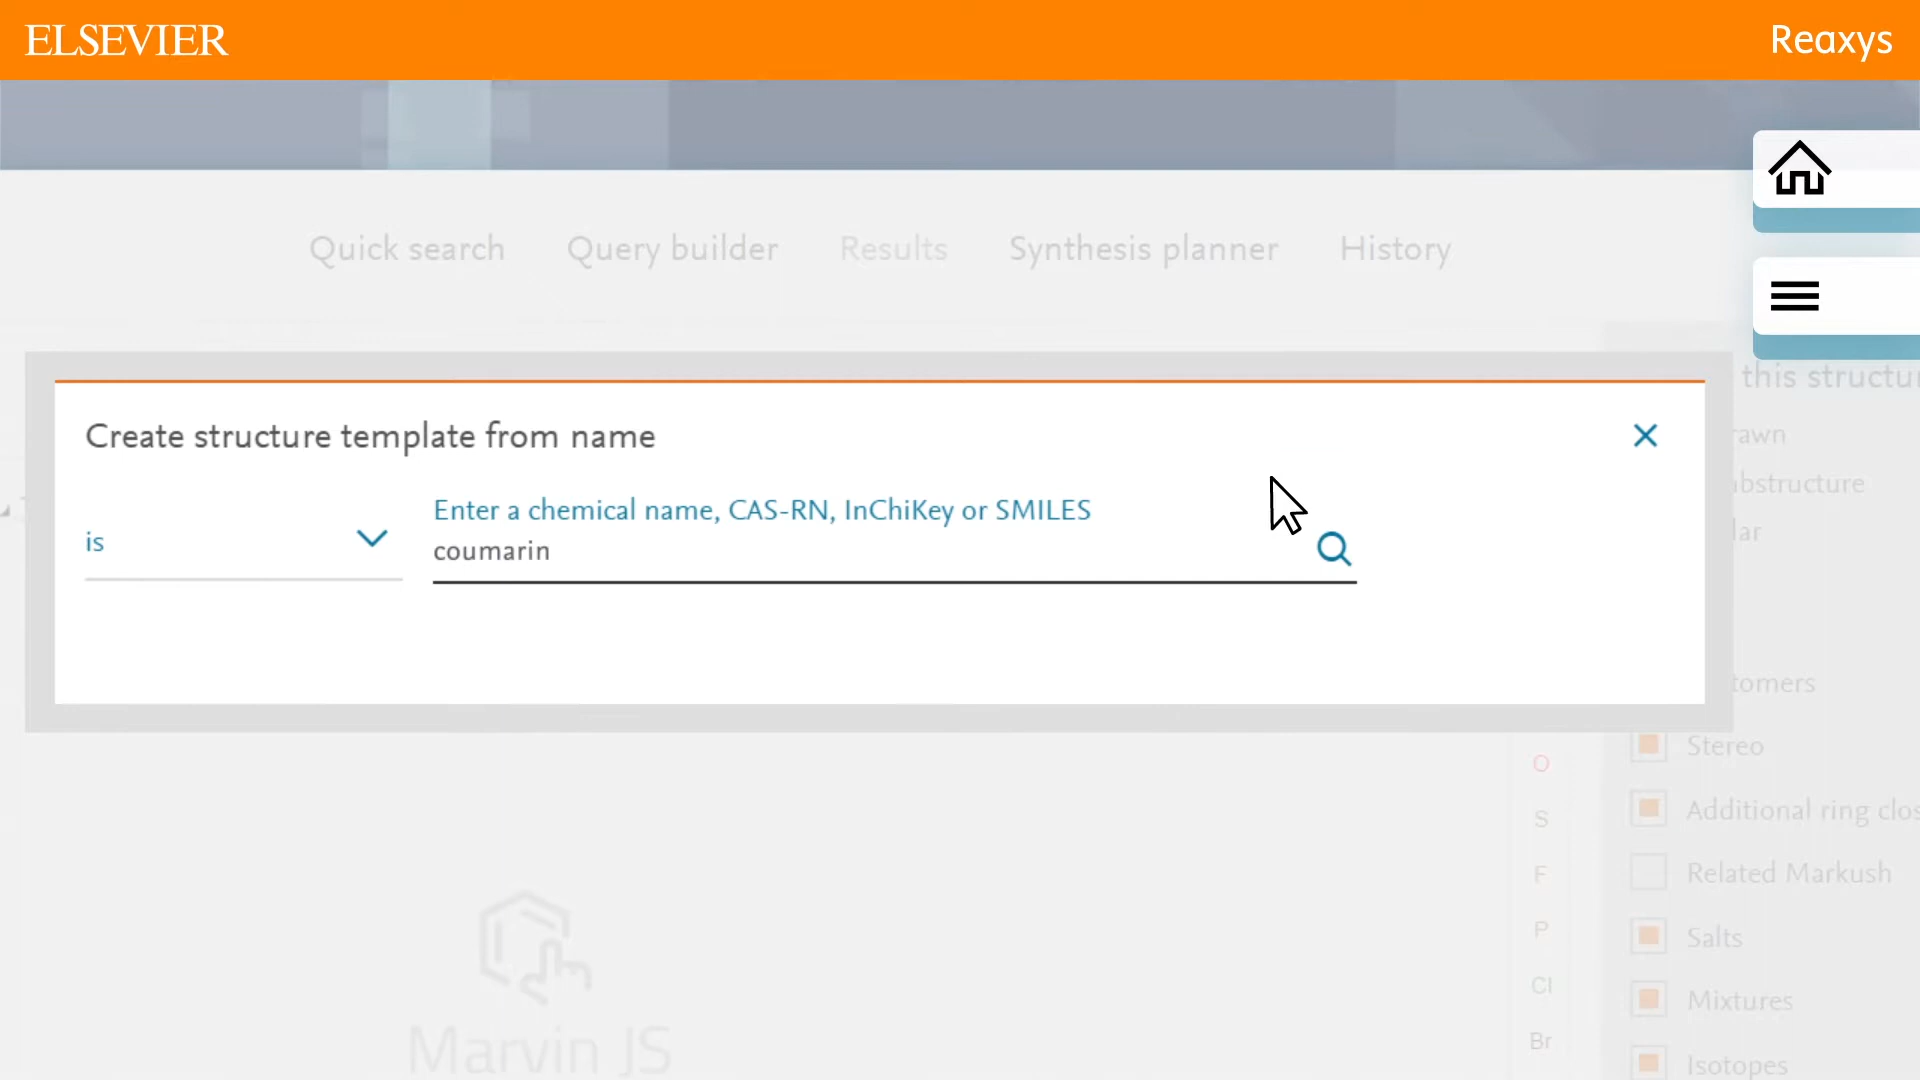 ELSEVIER
Reaxys
Quick search
Query builder
Results
Synthesis planner
History
this structu
Create structure template from name
rawn
Enter a chemical name, CAS-RN, InChiKey or SMILES
is
coumarin
bstructure
lar
tomers
O
S
F
P
Cl
Br
Stereo
Additional ring clos
Related Markush
Salts
Mixtures
Isotopes
Marvin JS